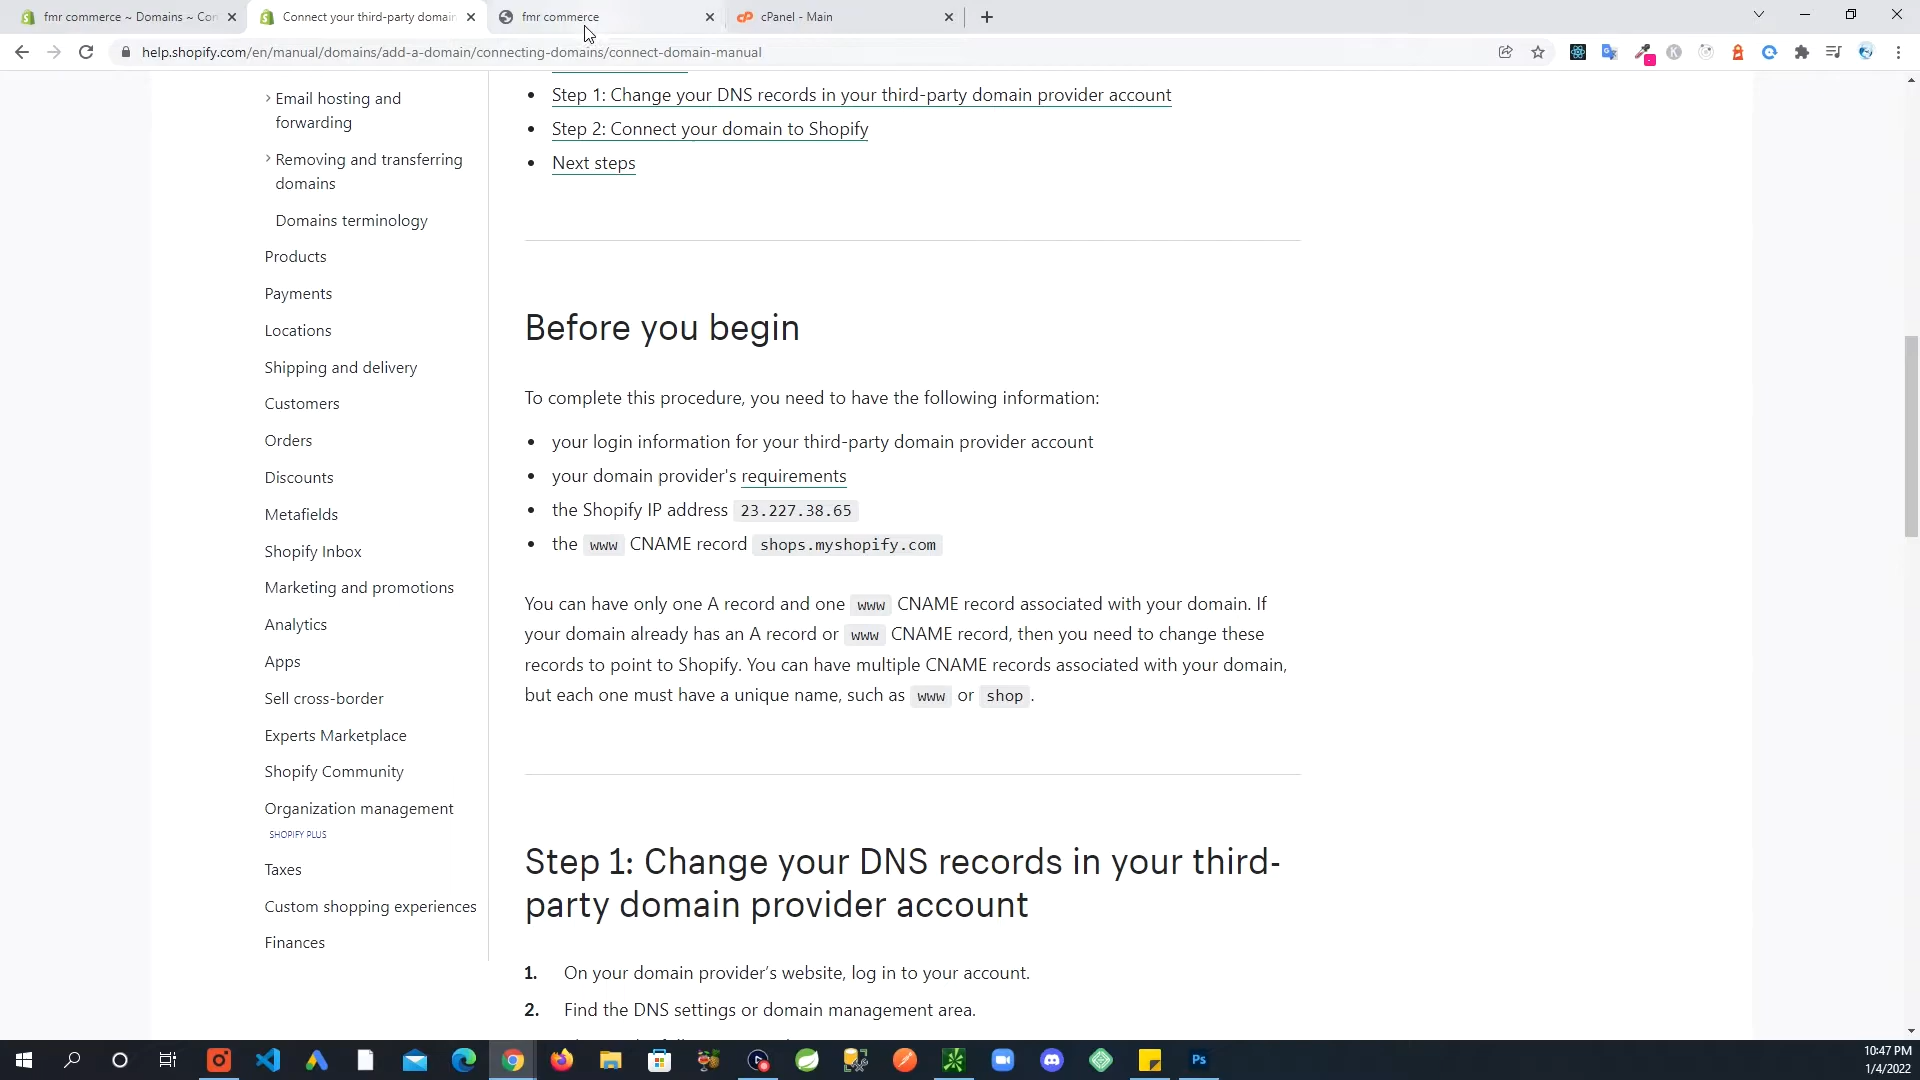 fmr commerce ~ Domains ~ Con
Connect your third-party domain
fmr commerce
cPanel - Main
help.shopify.com/en/manual/domains/add-a-domain/connecting-domains/connect-domain-manual
Email hosting and
forwarding
Removing and transferring
domains
Domains terminology
Products
Payments
Locations
Shipping and delivery
Customers
Orders
Discounts
Metafields
Shopify Inbox
Marketing and promotions
Analytics
Apps
Sell cross-border
Experts Marketplace
Shopify Community
Organization management
SHOPIFY PLUS
Taxes
Custom shopping experiences
Finances
Step 1: Change your DNS records in your third-party domain provider account
Step 2: Connect your domain to Shopify
Next steps
Before you begin
To complete this procedure, you need to have the following information:
your login information for your third-party domain provider account
your domain provider's requirements
the Shopify IP address 23.227.38.65
the www CNAME record shops.myshopify.com
You can have only one A record and one www CNAME record associated with your domain. If
your domain already has an A record or www CNAME record, then you need to change these
records to point to Shopify. You can have multiple CNAME records associated with your domain,
but each one must have a unique name, such as www or shop.
Step 1: Change your DNS records in your third-
party domain provider account
1. On your domain provider’s website, log in to your account.
2. Find the DNS settings or domain management area.
Ps
10:47 PM
1/4/2022